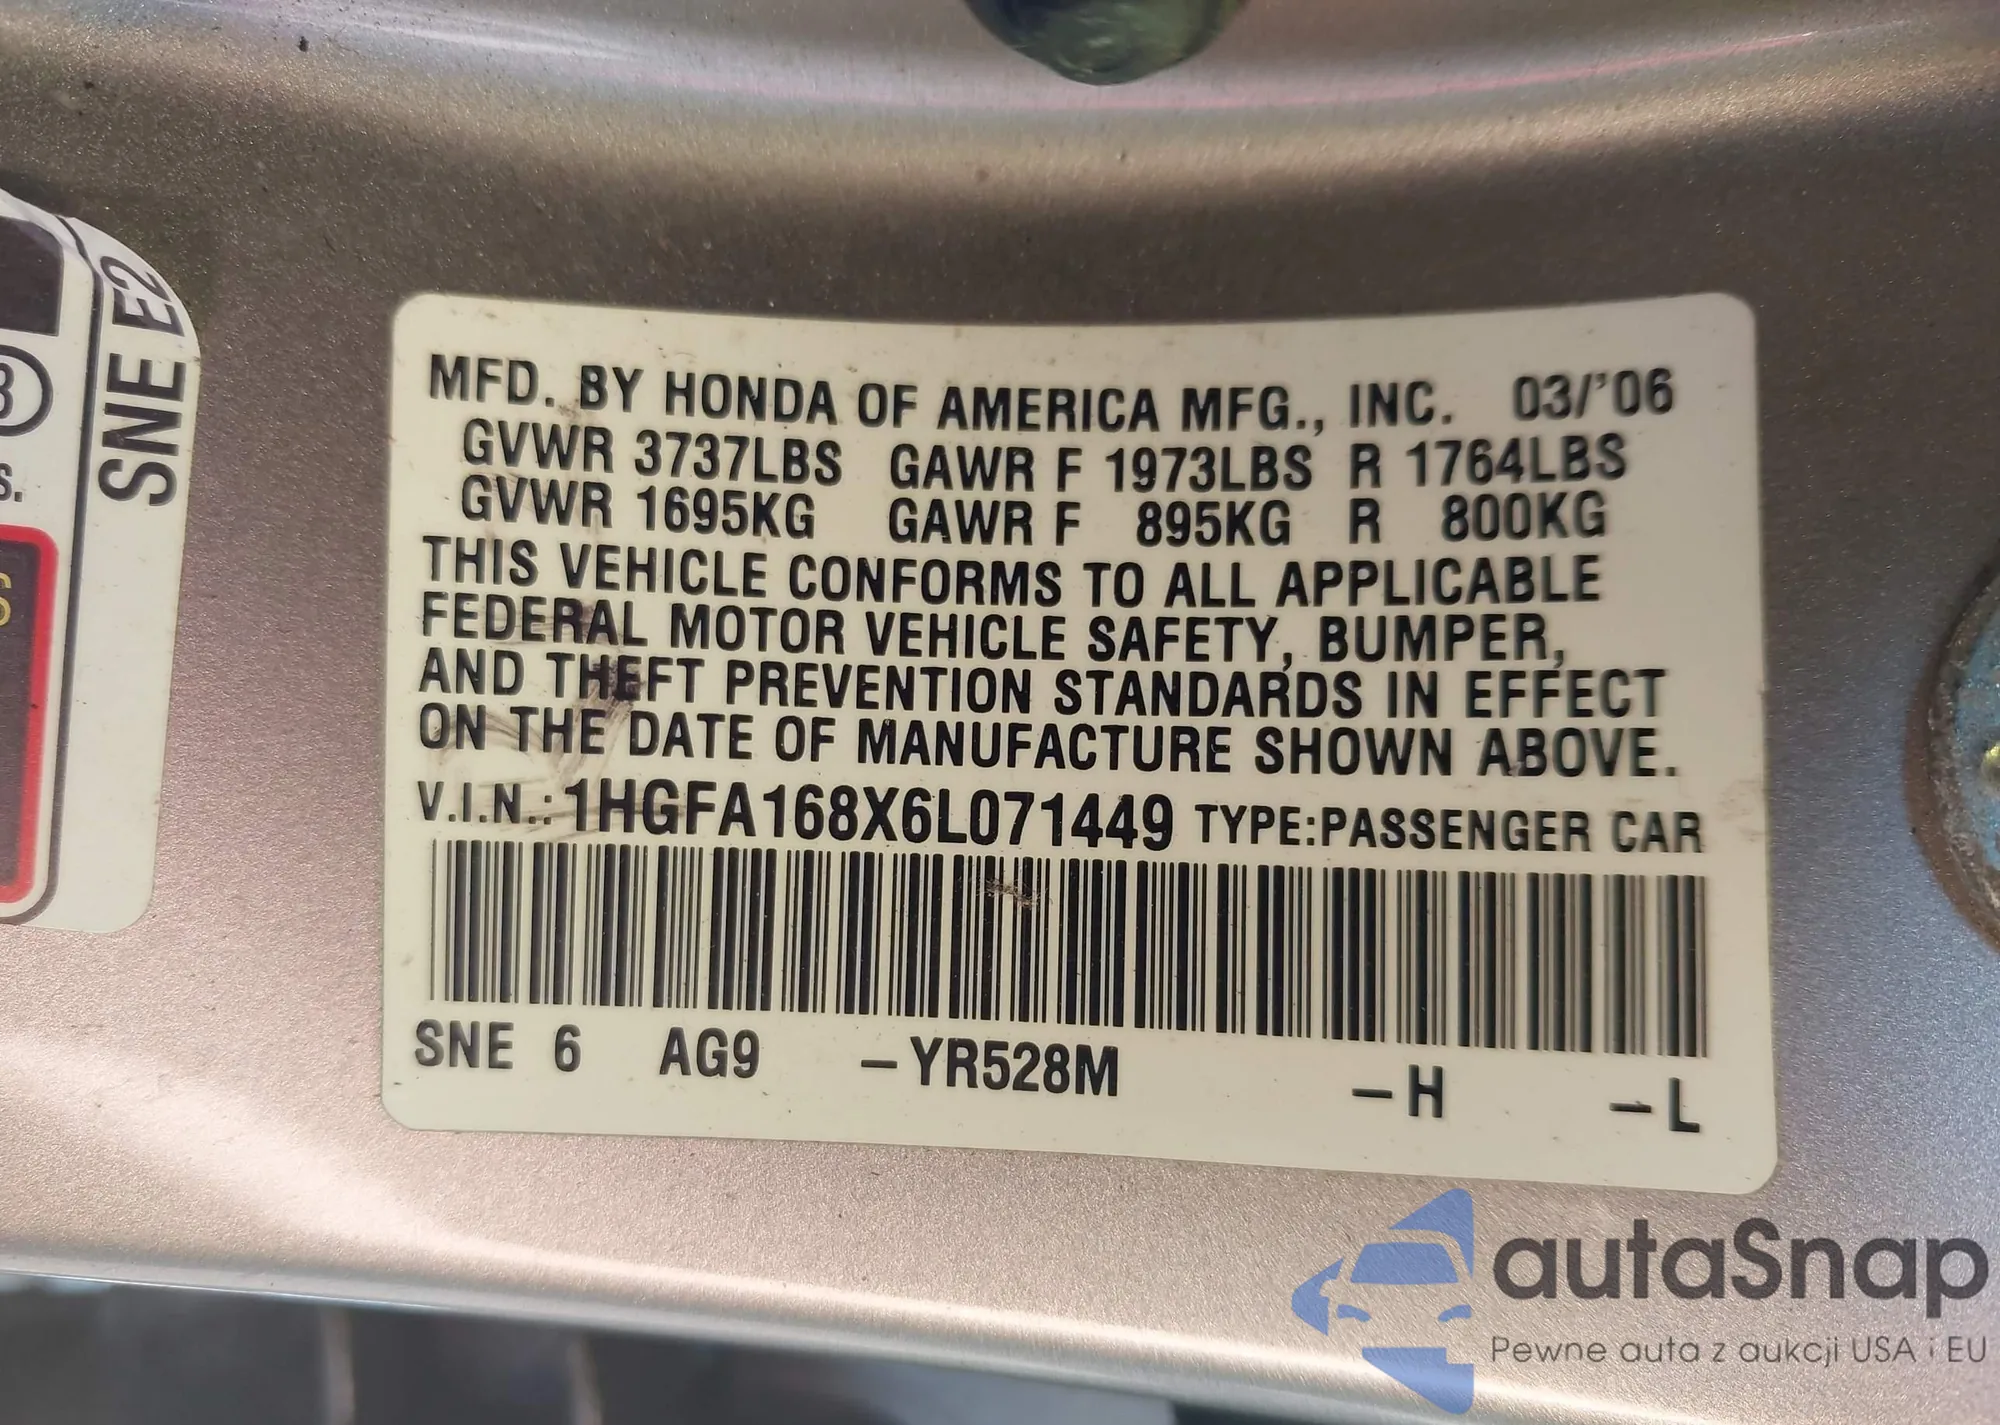 SNE E2
3
S.
S
MFD. BY HONDA OF AMERICA MFG., INC. 03/'06
GVWR 3737LBS GAWR F 1973LBS R 1764LBS
GVWR 1695KG GAWR F 895KG R 800KG
THIS VEHICLE CONFORMS TO ALL APPLICABLE
FEDERAL MOTOR VEHICLE SAFETY, BUMPER,
AND THEFT PREVENTION STANDARDS IN EFFECT
ON THE DATE OF MANUFACTURE SHOWN ABOVE.
V.I.N.: 1HGFA168X6L071449 TYPE:PASSENGER CAR
SNE 6 AG9 –YR528M –H –L
autaSnap
Pewne auta z aukcji USA i EU